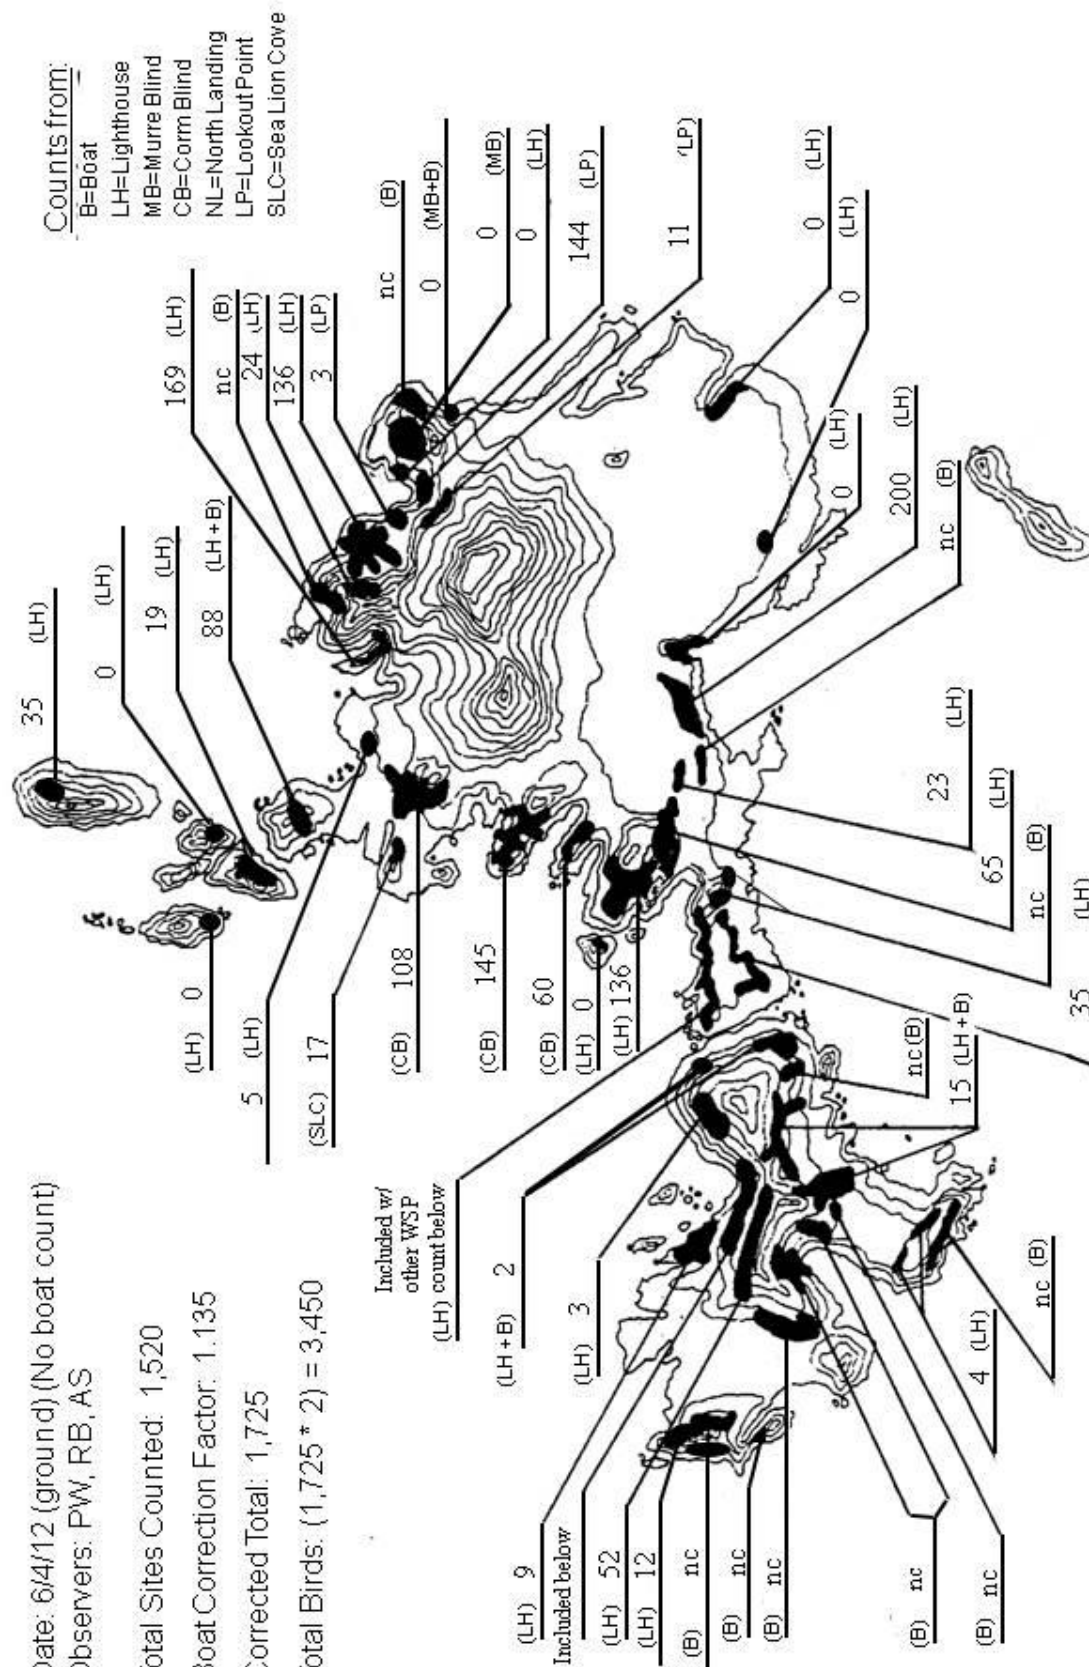 Date: 6/4/12 (ground) (No boat count)
Observers: PW, RB, AS
Total Sites Counted: 1,520
Boat Correction Factor: 1.135
Corrected Total: 1,725
Total Birds: (1,725 * 2) = 3,450
Counts from:
B=Boat
LH=Lighthouse
MB=Murre Blind
CB=Corm Blind
NL=North Landing
LP=Lookout Point
SLC=Sea Lion Cove
35 (LH)
0 (LH)
19 (LH)
88 (LH+B)
169 (LH)
nc (B)
24 (LH)
136 (LH)
3 (LP)
nc (B)
0 (MB+B)
0 (MB)
0 (LH)
144 (LP)
11 (LP)
0 (LH)
0 (LH)
0 (LH)
200 (LH)
nc (B)
23 (LH)
65 (LH)
nc (B)
35 (LH)
(LH) 0
5 (LH)
(SLC) 17
(CB) 108
(CB) 145
(CB) 60
(LH) 0
(LH) 136
Included w/
other WSP
(LH) count below
(LH+B) 2
(LH) 3
nc (B)
15 (LH+B)
(LH) 9
Included below
(LH) 52
(LH) 12
(B) nc
(B) nc
(B) nc
(B) nc
(B) nc
4 (LH)
nc (B)